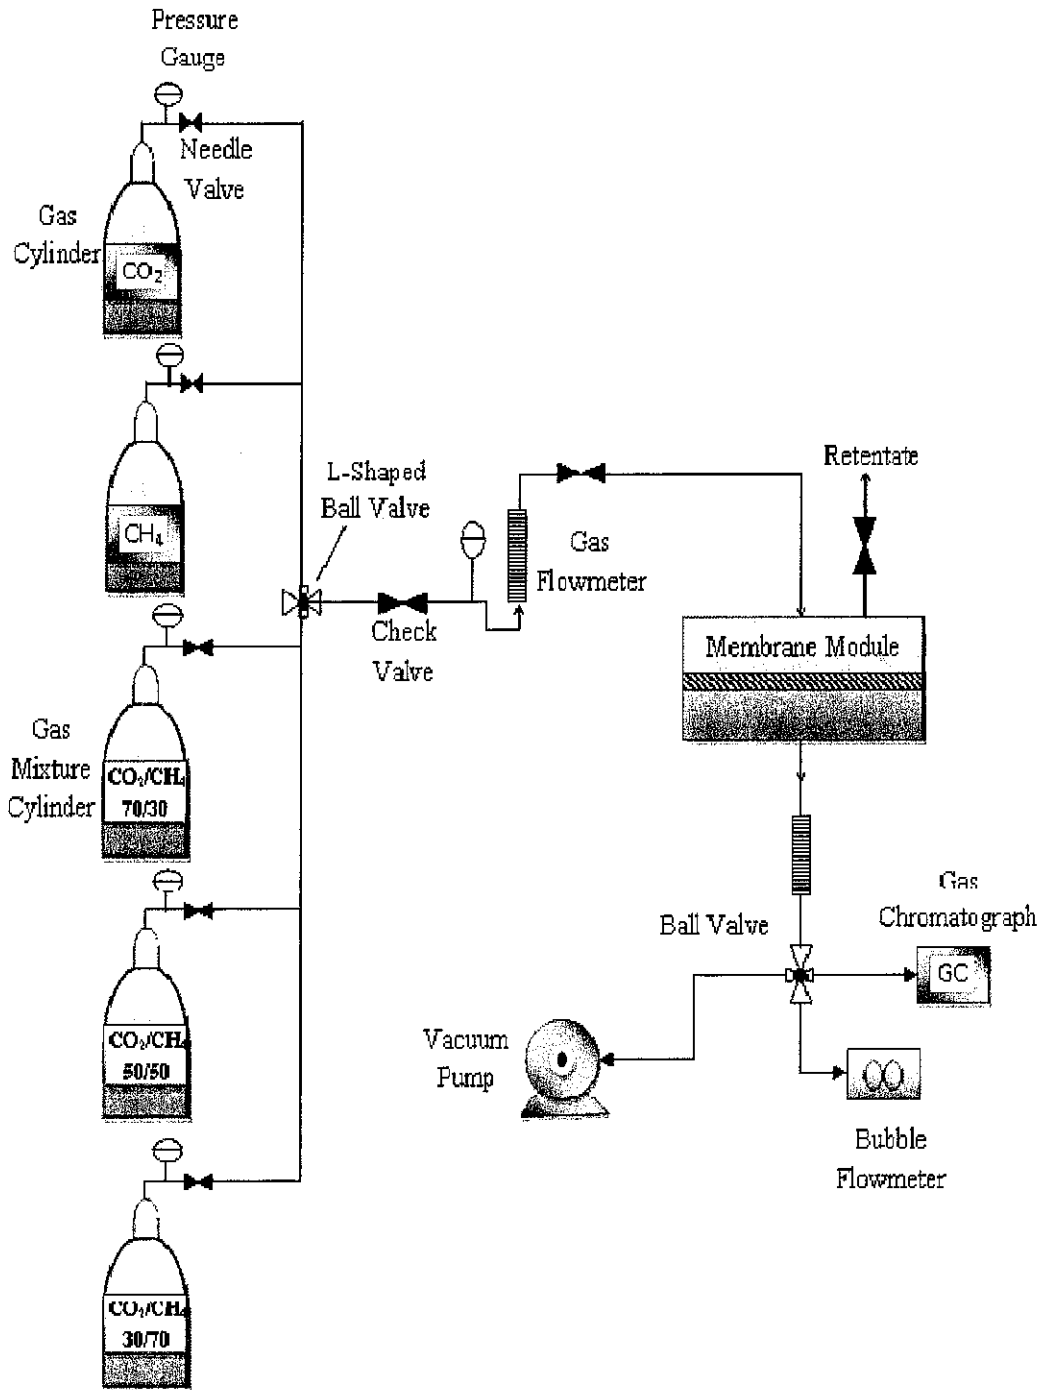 Pressure
Gauge
Needle
Valve
Gas
Cylinder
CO₂
CH₄
L-Shaped
Ball Valve
Check
Valve
Gas
Flowmeter
Retentate
Membrane Module
Gas
Mixture
Cylinder
CO₂/CH₄
70/30
CO₂/CH₄
50/50
CO₂/CH₄
30/70
Ball Valve
Gas
Chromatograph
GC
Vacuum
Pump
Bubble
Flowmeter